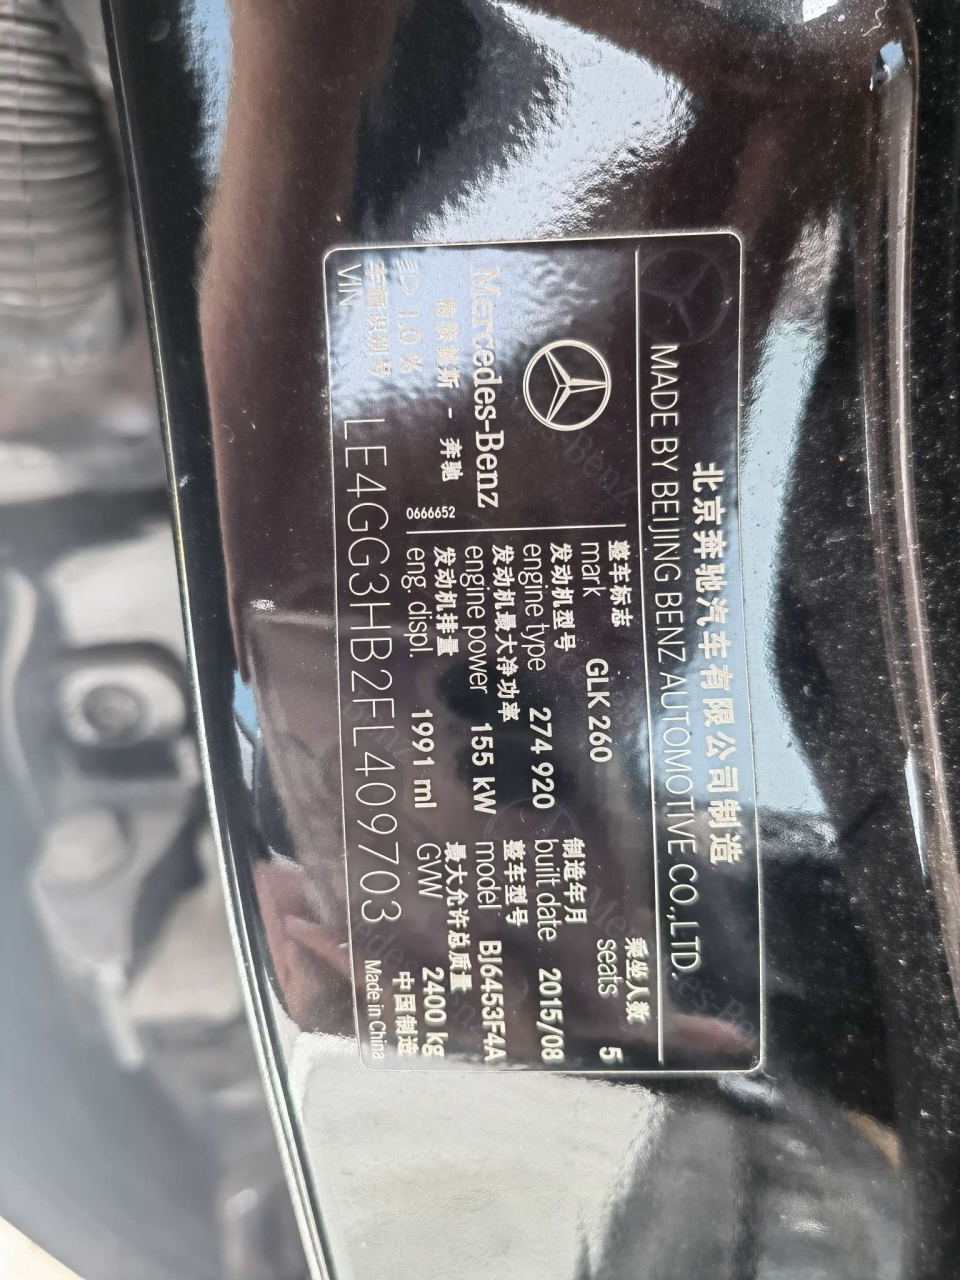 北京奔驰汽车有限公司制造
MADE BY BEIJING BENZ AUTOMOTIVE CO.,LTD.
Mercedes-Benz
梅赛德斯 - 奔驰
1.0 %
0666652
整车标志
mark GLK 260
乘坐人数
seats 5
发动机型号
engine type 274 920
制造年月
built date 2015/08
发动机最大净功率
engine power 155 kW
整车型号
model BJ6453F4A
发动机排量
eng. displ. 1991 ml
最大允许总质量
GVW 2400 kg
车辆识别号
VIN LE4GG3HB2FL409703
中国制造
Made in China